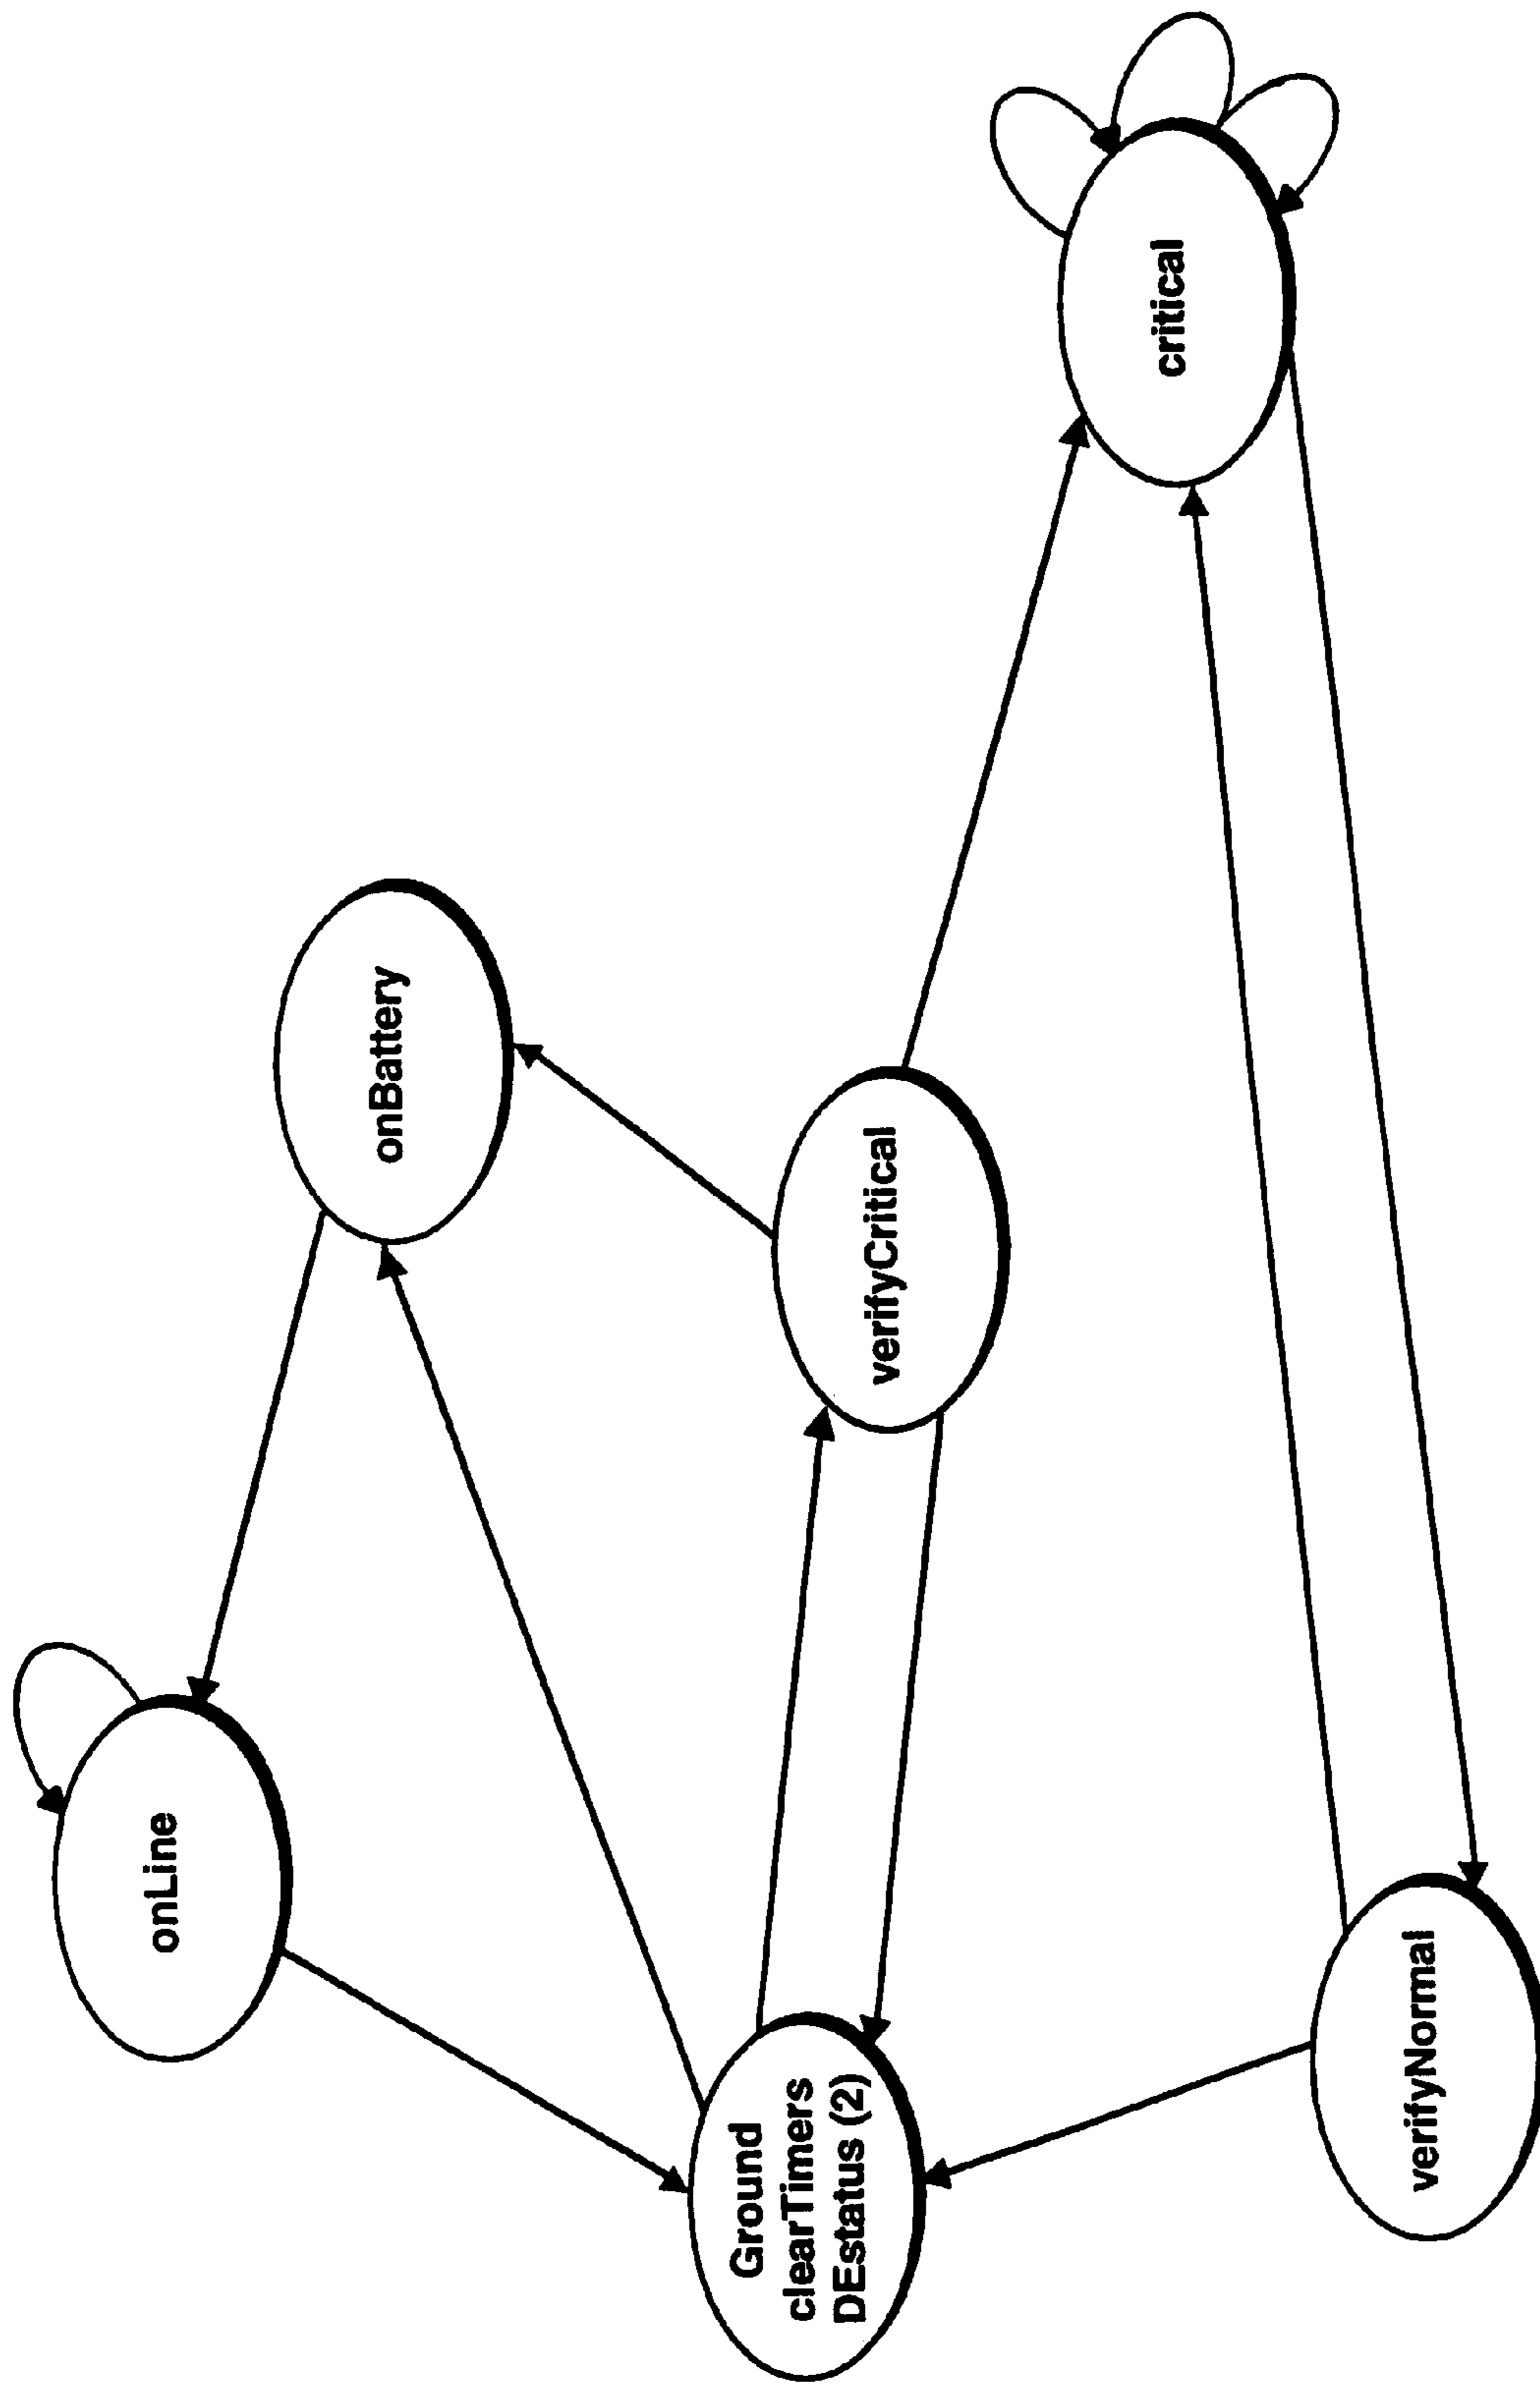 onLine
onBattery
Ground
clearTimers
DEstatus (2)
verifyCritical
critical
verifyNormal